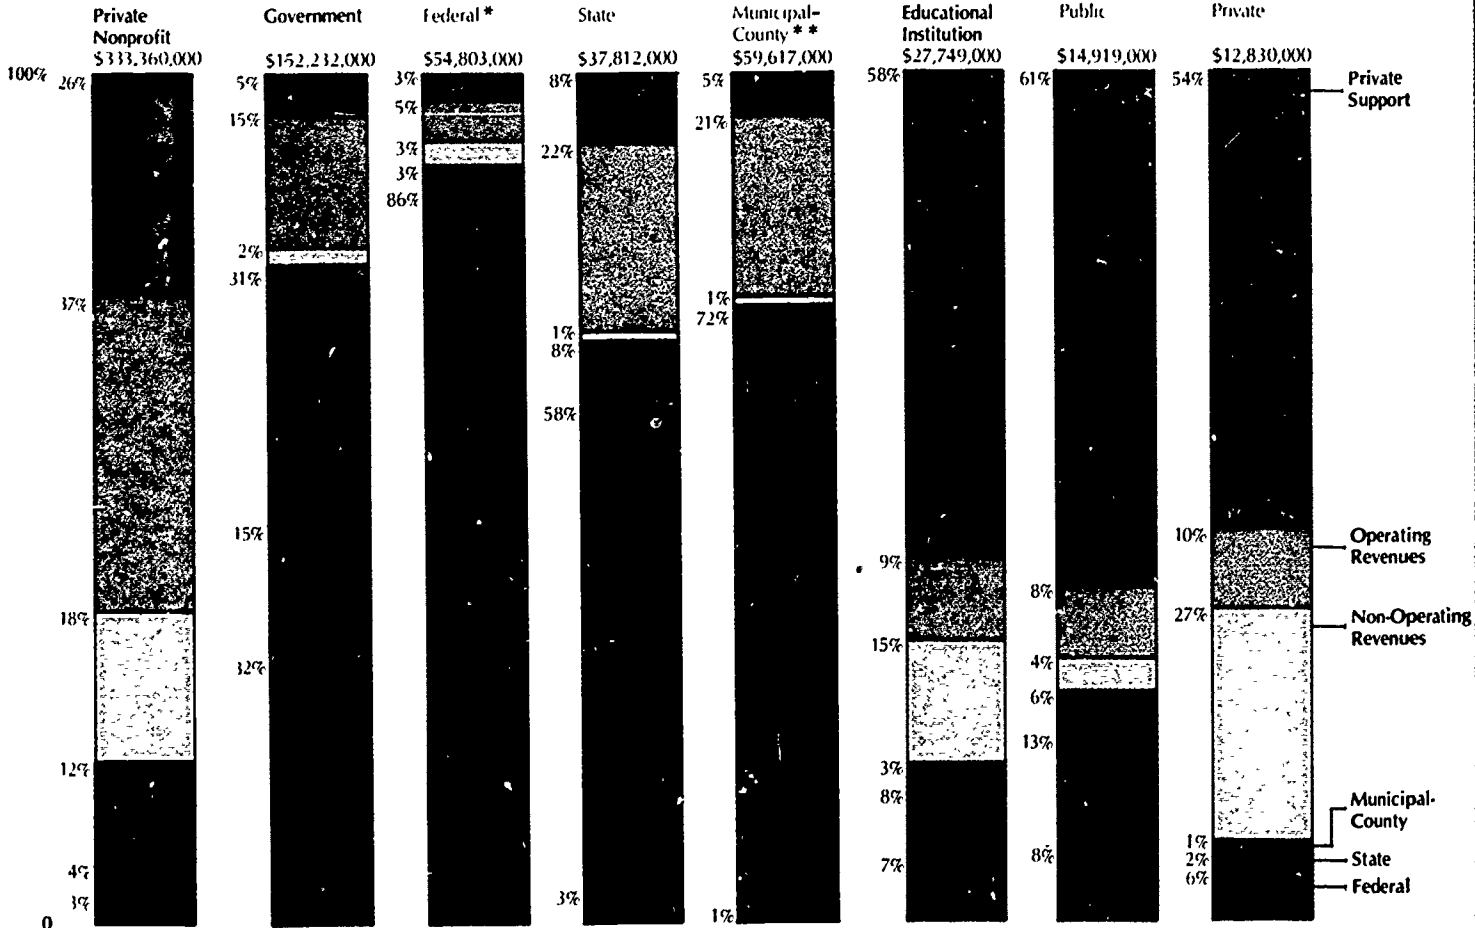 Private
Nonprofit
$333,360,000
Government
$152,232,000
Federal *
$54,803,000
State
$37,812,000
Municipal-
County * *
$59,617,000
Educational
Institution
$27,749,000
Public
$14,919,000
Private
$12,830,000
100%
26%
37%
18%
12%
4%
3%
0
5%
15%
2%
31%
15%
32%
3%
5%
3%
3%
86%
8%
22%
1%
8%
58%
3%
5%
21%
1%
72%
1%
58%
9%
15%
3%
8%
7%
61%
8%
4%
6%
13%
8%
54%
10%
27%
1%
2%
6%
Private
Support
Operating
Revenues
Non-Operating
Revenues
Municipal-
County
State
Federal